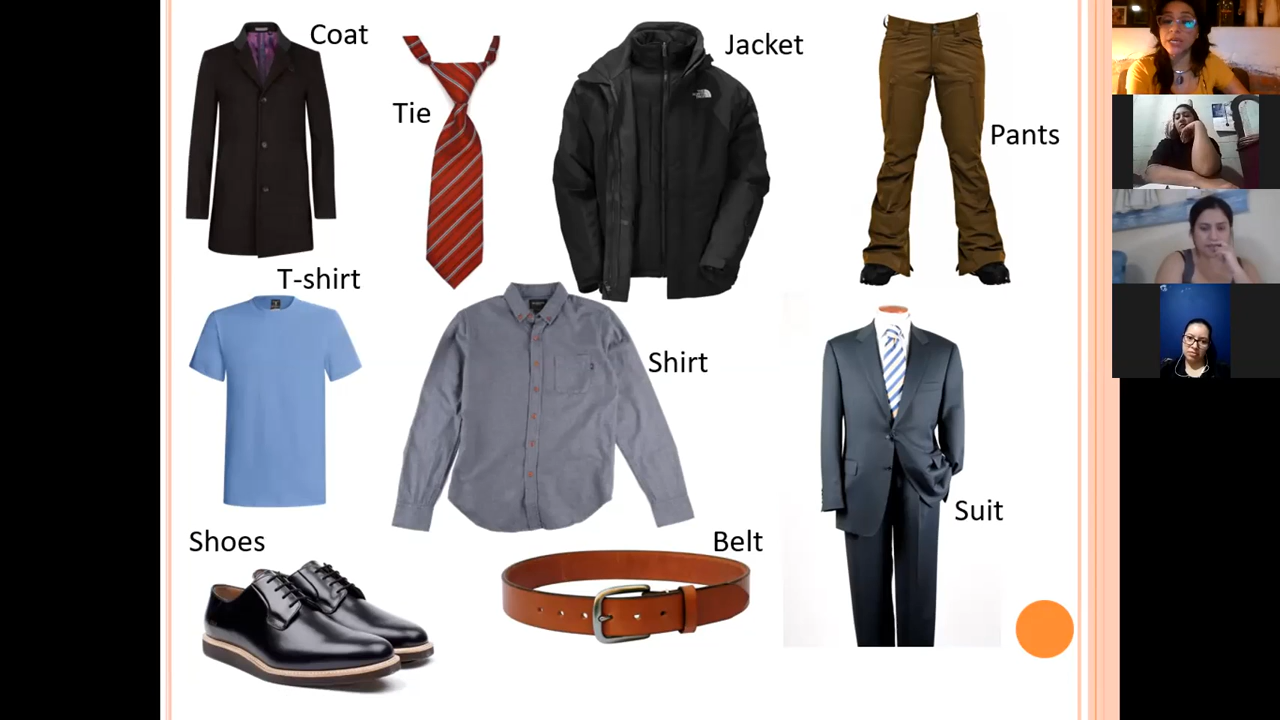 Coat
Tie
Jacket
Pants
T-shirt
Shirt
Suit
Shoes
Belt